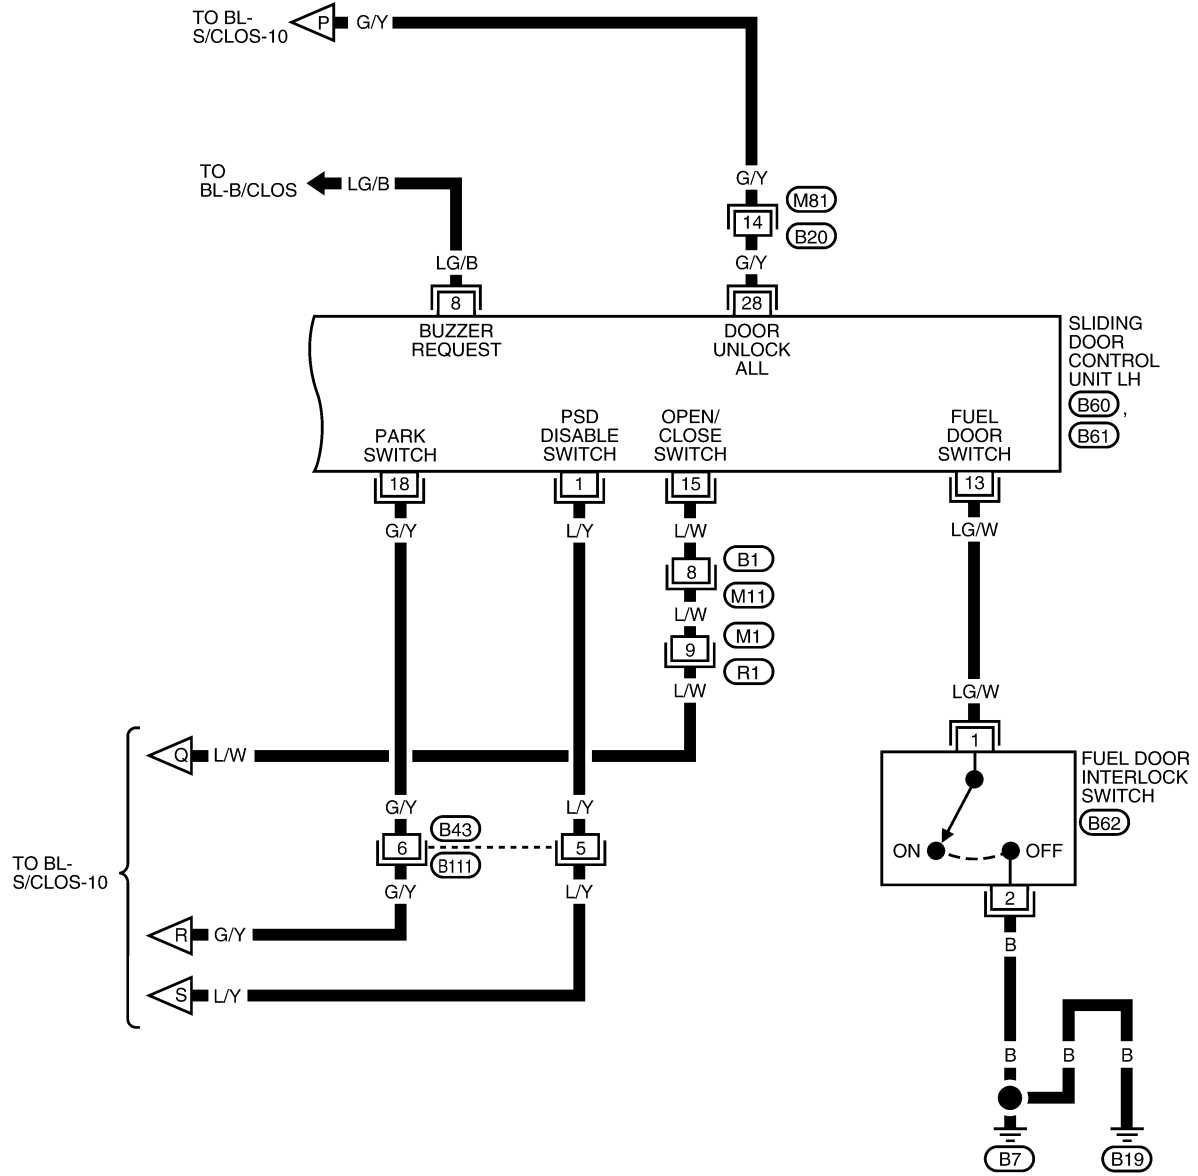 TO BL-
S/CLOS-10
P
G/Y
TO
BL-B/CLOS
LG/B
G/Y
M81
14
B20
LG/B
G/Y
8
28
BUZZER
REQUEST
DOOR
UNLOCK
ALL
SLIDING
DOOR
CONTROL
UNIT LH
B60 ,
B61
PARK
SWITCH
PSD
DISABLE
SWITCH
OPEN/
CLOSE
SWITCH
FUEL
DOOR
SWITCH
18
1
15
13
G/Y
L/Y
L/W
LG/W
8
B1
M11
L/W
9
M1
R1
L/W
LG/W
Q
L/W
1
FUEL DOOR
INTERLOCK
SWITCH
B62
G/Y
L/Y
B43
6
5
B111
ON
OFF
TO BL-
S/CLOS-10
G/Y
L/Y
2
R
G/Y
B
S
L/Y
B
B
B
B7
B19